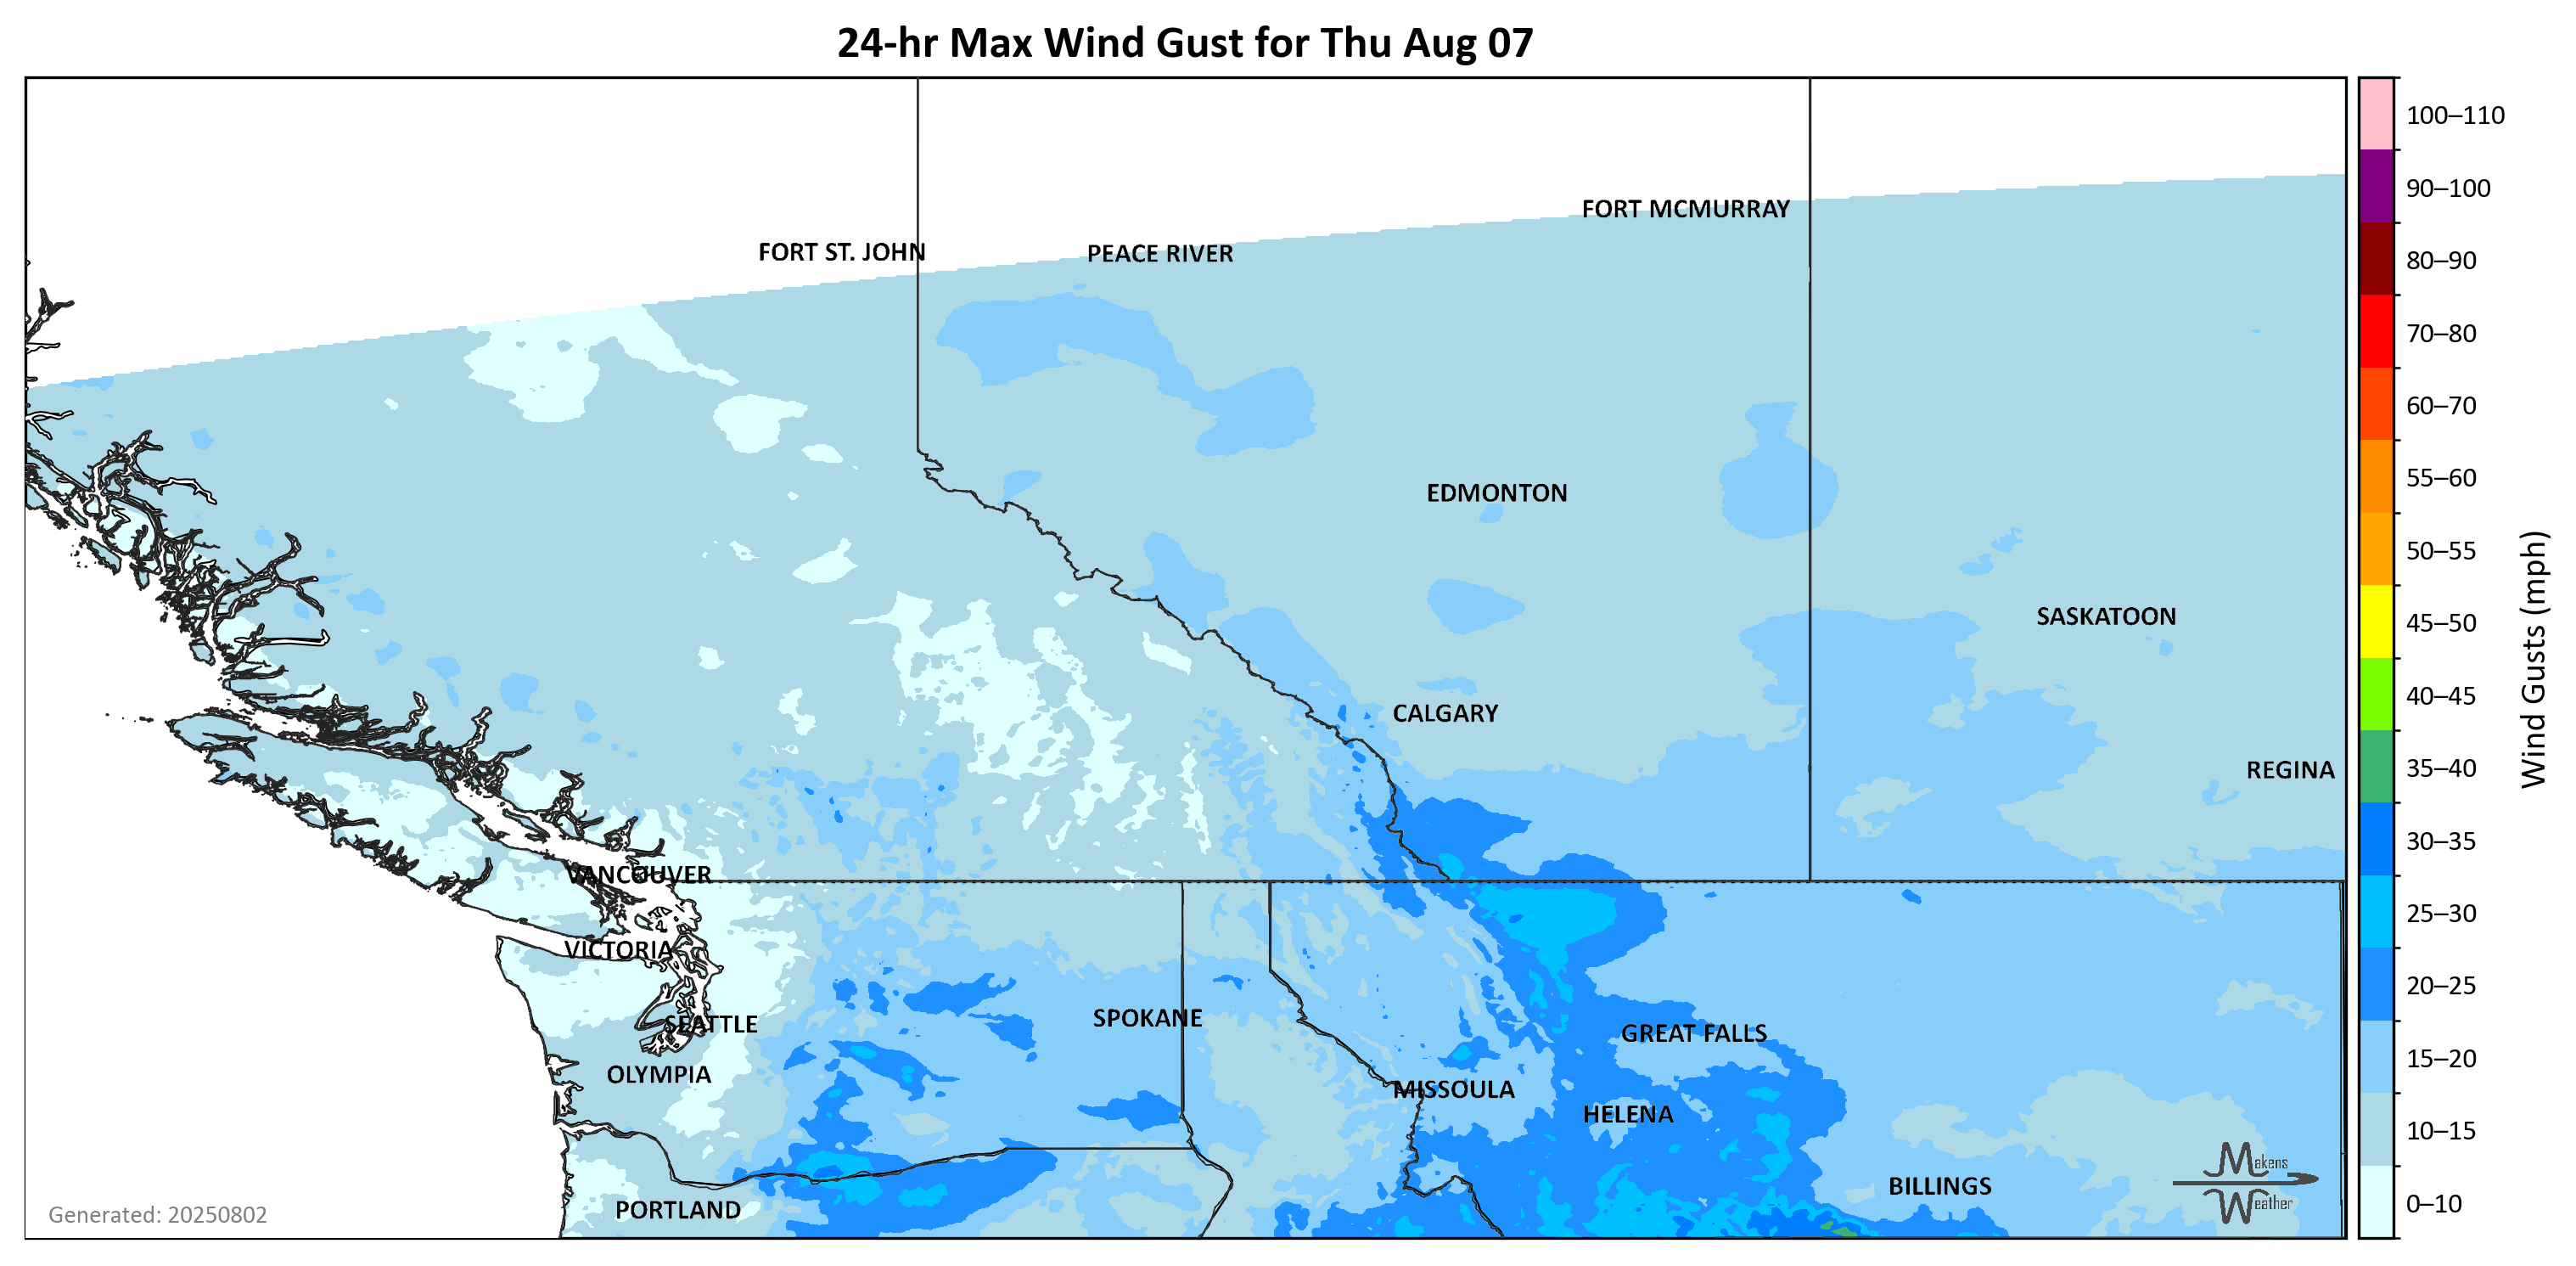 24-hr Max Wind Gust for Thu Aug 07
100–110
90–100
80–90
70–80
60–70
55–60
50–55
45–50
40–45
35–40
30–35
25–30
20–25
15–20
10–15
0–10
Wind Gusts (mph)
FORT MCMURRAY
FORT ST. JOHN
PEACE RIVER
EDMONTON
SASKATOON
CALGARY
REGINA
VANCOUVER
VICTORIA
SEATTLE
SPOKANE
GREAT FALLS
OLYMPIA
MISSOULA
HELENA
BILLINGS
PORTLAND
Makens
Weather
Generated: 20250802